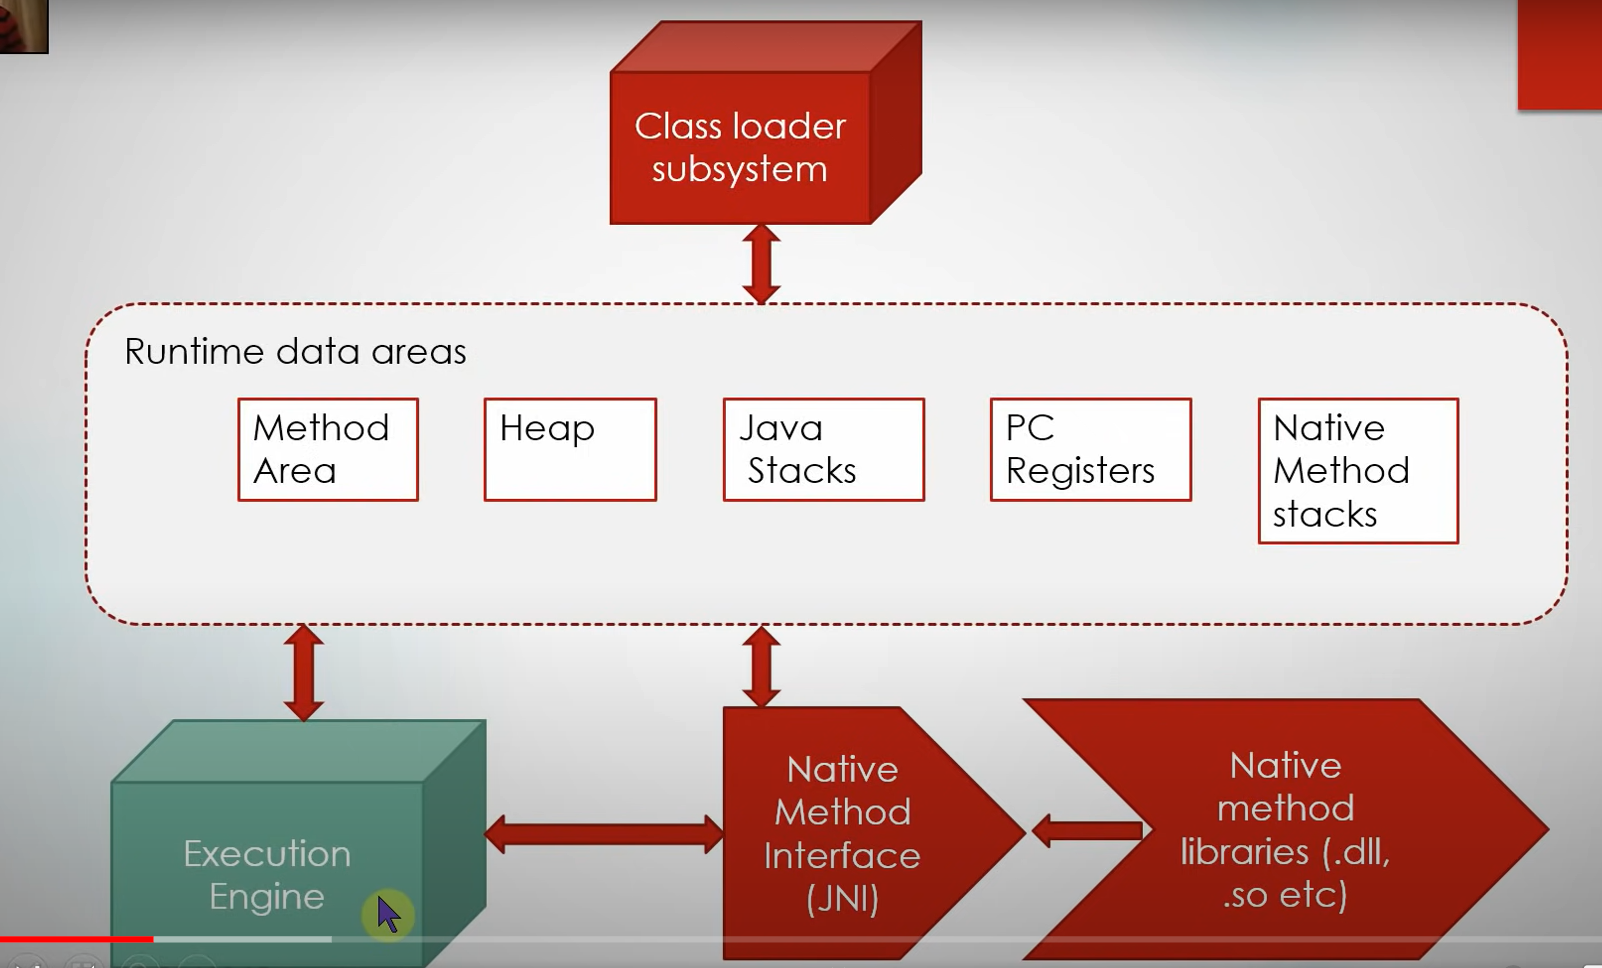 Class loader
subsystem
Runtime data areas
Method
Area
Heap
Java
Stacks
PC
Registers
Native
Method
stacks
Execution
Engine
Native
Method
Interface
(JNI)
Native
method
libraries (.dll,
.so etc)